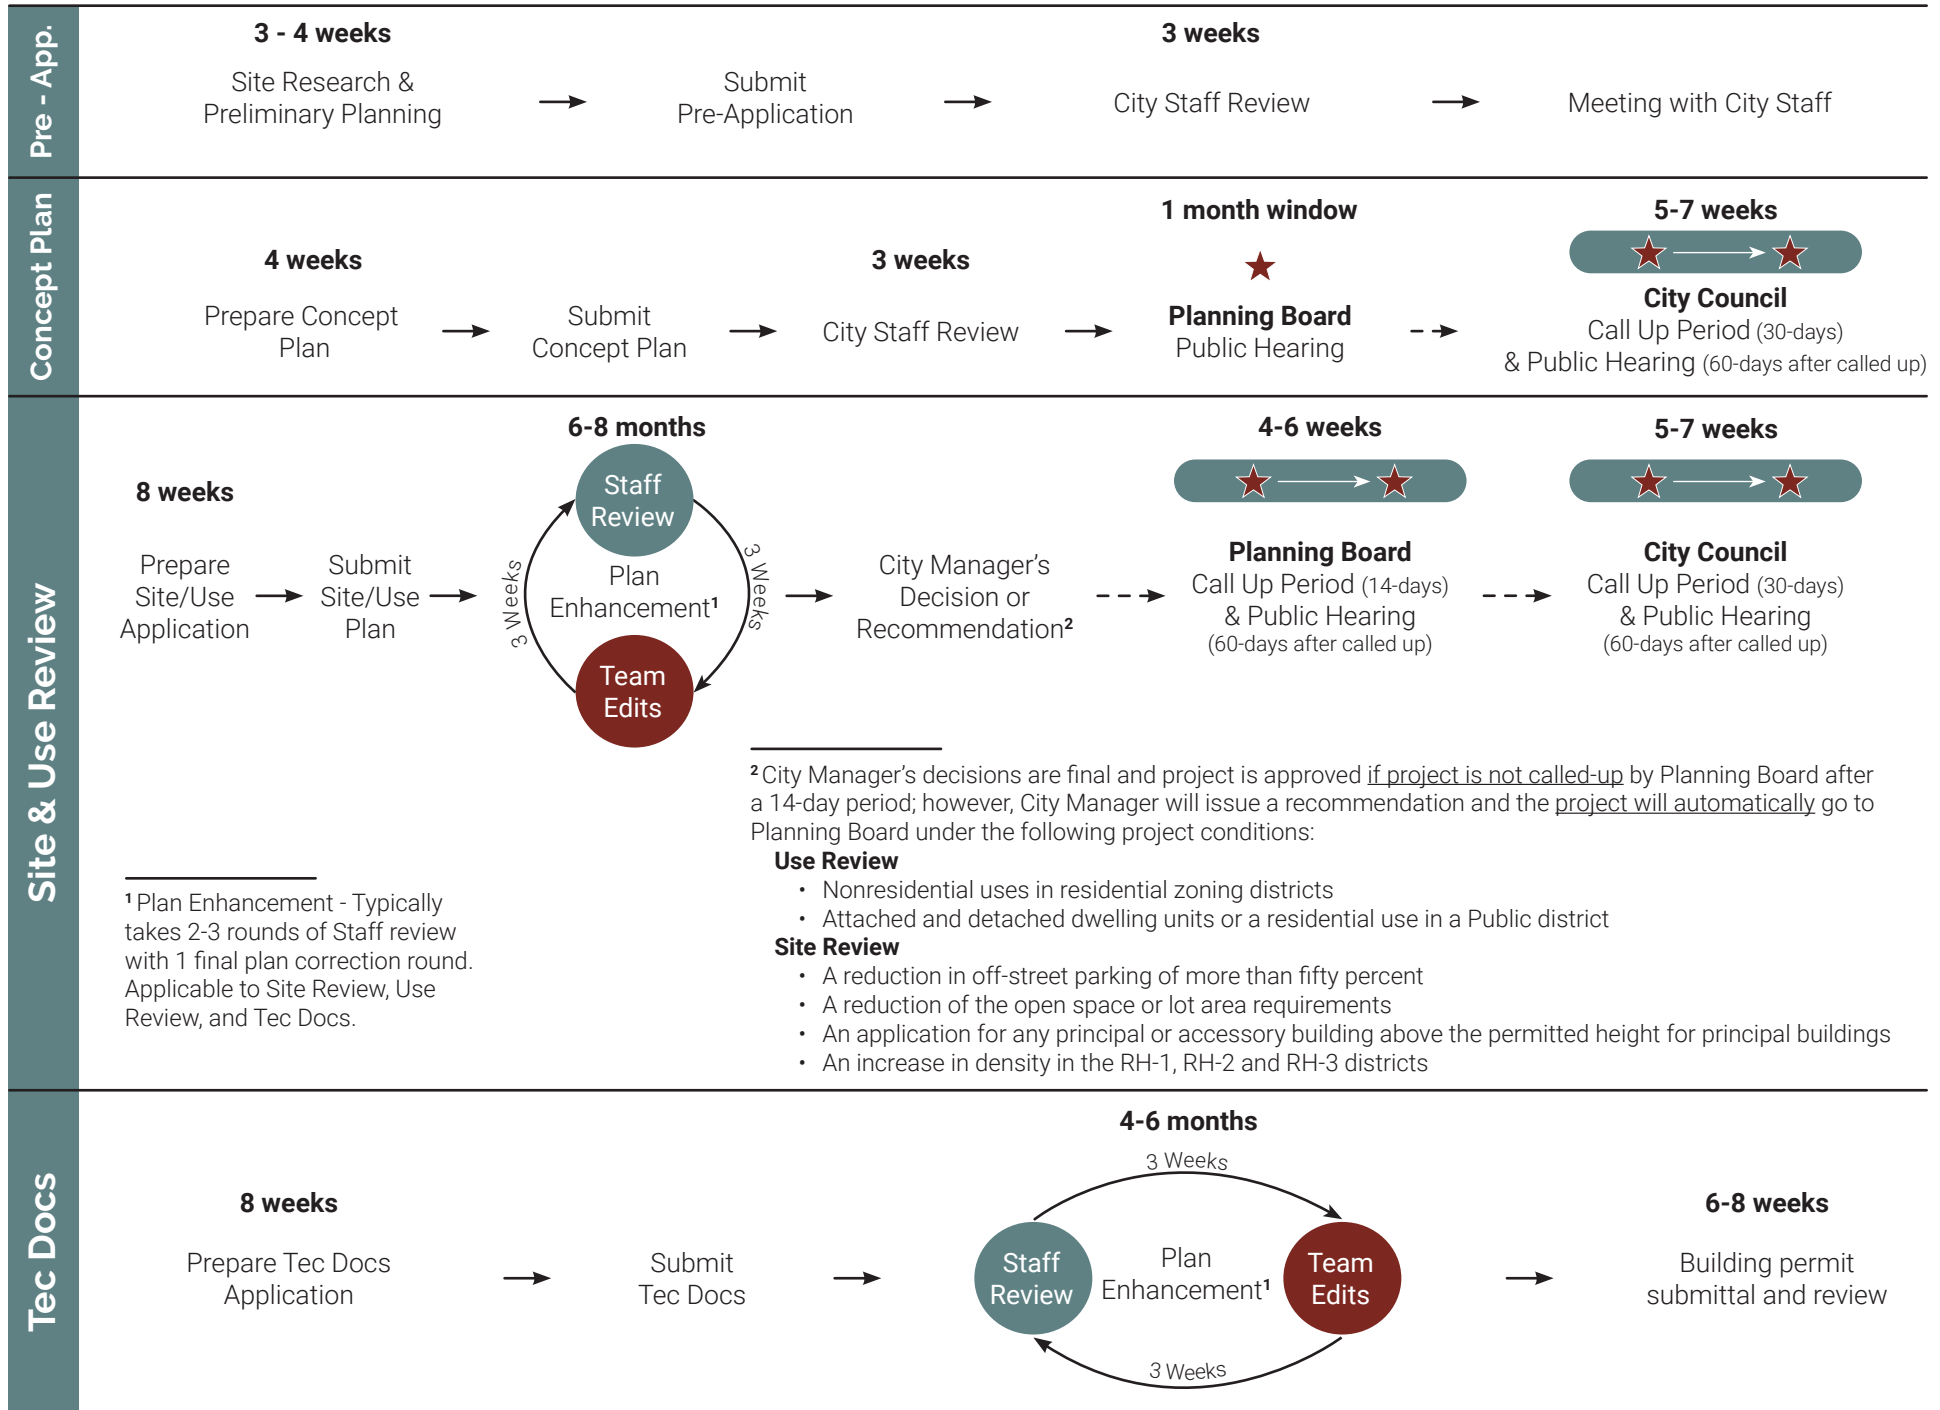 Pre - App.
3 - 4 weeks
Site Research &
Preliminary Planning
Submit
Pre-Application
3 weeks
City Staff Review
Meeting with City Staff
Concept Plan
4 weeks
Prepare Concept
Plan
Submit
Concept Plan
3 weeks
City Staff Review
1 month window
Planning Board
Public Hearing
5-7 weeks
City Council
Call Up Period (30-days)
& Public Hearing (60-days after called up)
Site & Use Review
8 weeks
Prepare
Site/Use
Application
Submit
Site/Use
Plan
6-8 months
Staff
Review
3 Weeks
Plan
Enhancement¹
3 Weeks
Team
Edits
City Manager’s
Decision or
Recommendation²
4-6 weeks
Planning Board
Call Up Period (14-days)
& Public Hearing
(60-days after called up)
5-7 weeks
City Council
Call Up Period (30-days)
& Public Hearing
(60-days after called up)
¹ Plan Enhancement - Typically
takes 2-3 rounds of Staff review
with 1 final plan correction round.
Applicable to Site Review, Use
Review, and Tec Docs.
² City Manager’s decisions are final and project is approved if project is not called-up by Planning Board after
a 14-day period; however, City Manager will issue a recommendation and the project will automatically go to
Planning Board under the following project conditions:
Use Review
• Nonresidential uses in residential zoning districts
• Attached and detached dwelling units or a residential use in a Public district
Site Review
• A reduction in off-street parking of more than fifty percent
• A reduction of the open space or lot area requirements
• An application for any principal or accessory building above the permitted height for principal buildings
• An increase in density in the RH-1, RH-2 and RH-3 districts
Tec Docs
8 weeks
Prepare Tec Docs
Application
Submit
Tec Docs
4-6 months
3 Weeks
Staff
Review
Plan
Enhancement¹
Team
Edits
3 Weeks
6-8 weeks
Building permit
submittal and review